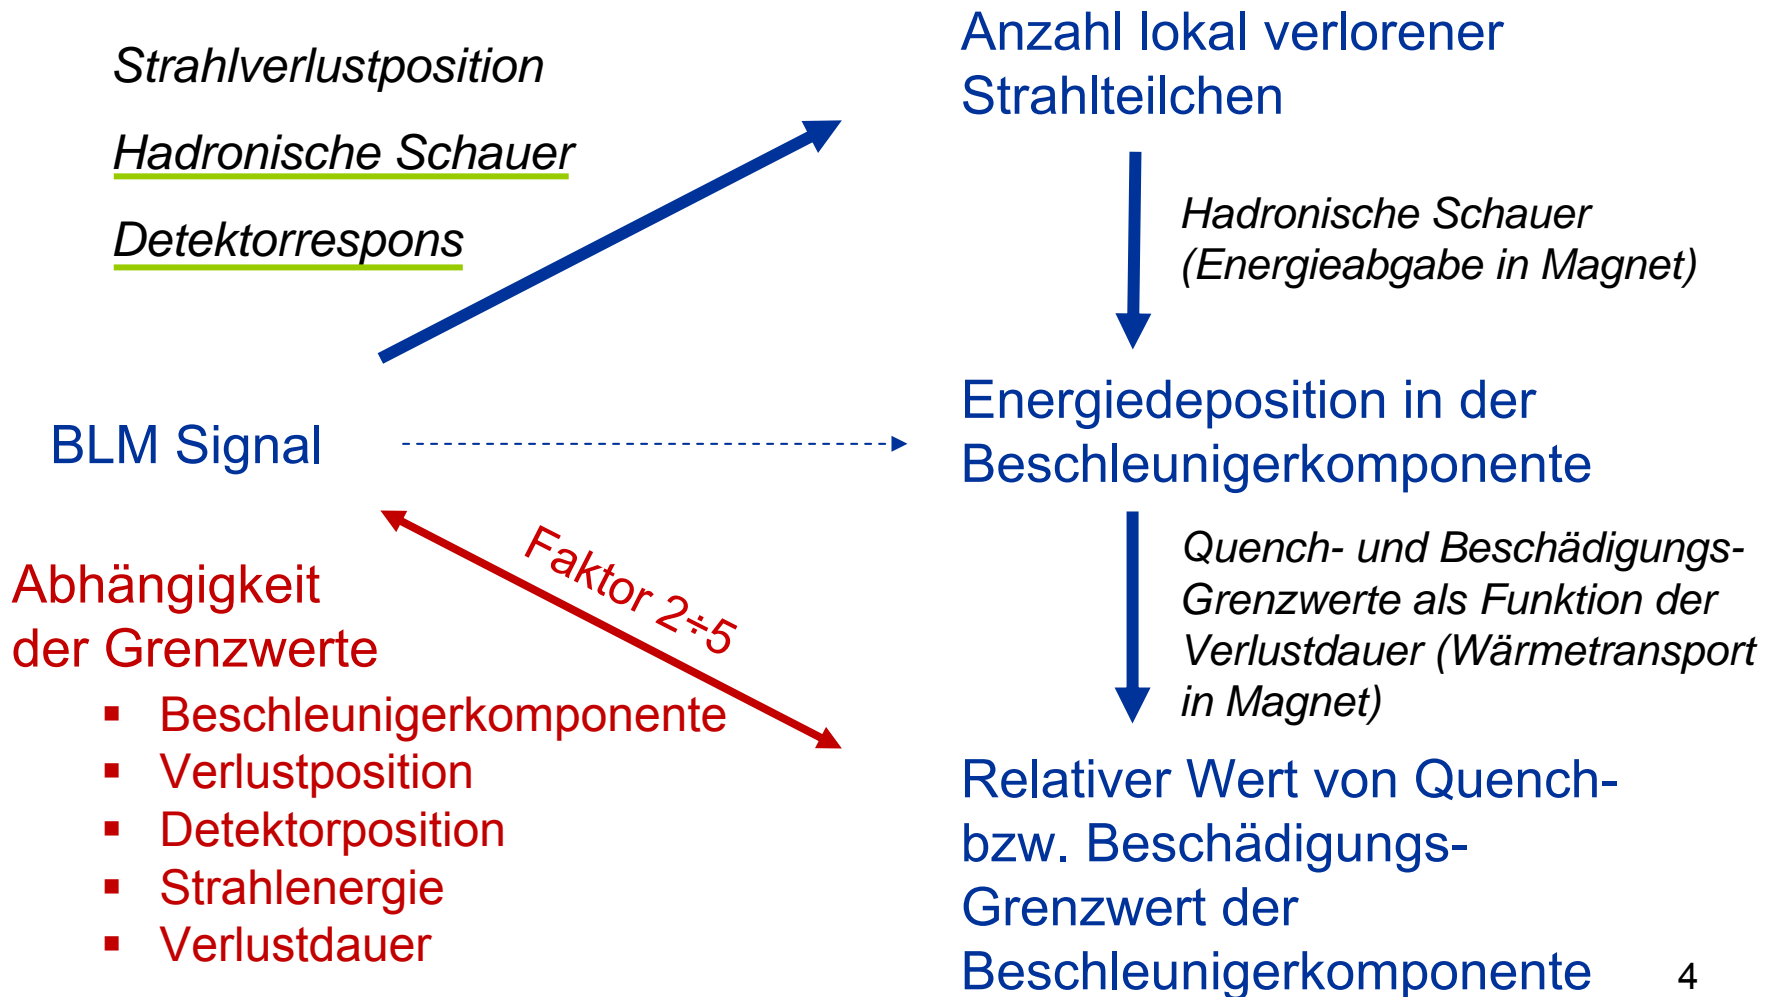 Strahlverlustposition
Hadronische Schauer
Detektorrespons
Anzahl lokal verlorener
Strahlteilchen
Hadronische Schauer
(Energieabgabe in Magnet)
BLM Signal
Energiedeposition in der
Beschleunigerkomponente
Faktor 2÷5
Quench- und Beschädigungs-
Grenzwerte als Funktion der
Verlustdauer (Wärmetransport
in Magnet)
Abhängigkeit
der Grenzwerte
▪ Beschleunigerkomponente
▪ Verlustposition
▪ Detektorposition
▪ Strahlenergie
▪ Verlustdauer
Relativer Wert von Quench-
bzw. Beschädigungs-
Grenzwert der
Beschleunigerkomponente
4